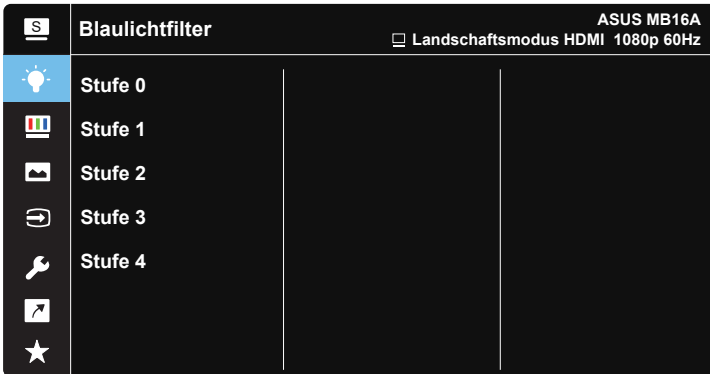 S
Blaulichtfilter
ASUS MB16A
Landschaftsmodus HDMI 1080p 60Hz
Stufe 0
Stufe 1
Stufe 2
Stufe 3
Stufe 4